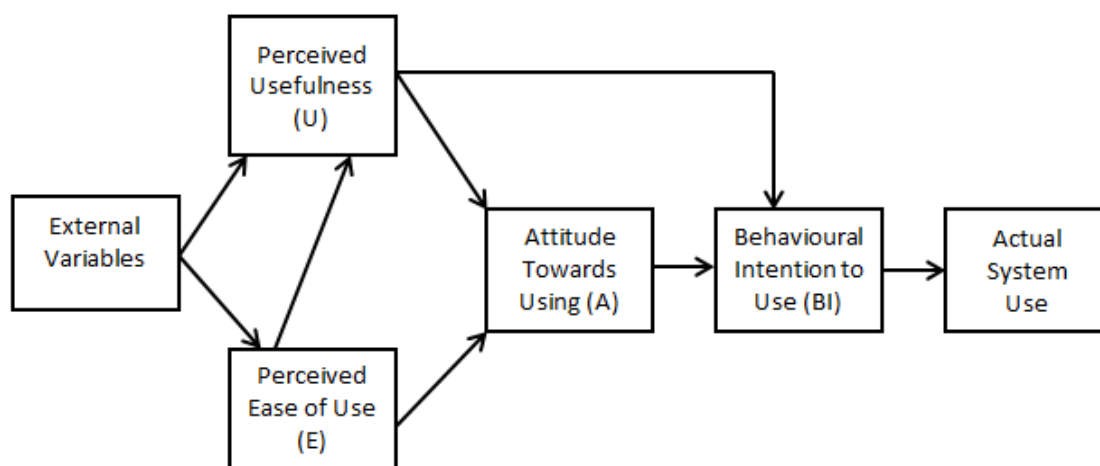 Perceived
Usefulness
(U)
External
Variables
Perceived
Ease of Use
(E)
Attitude
Towards
Using (A)
Behavioural
Intention to
Use (BI)
Actual
System
Use